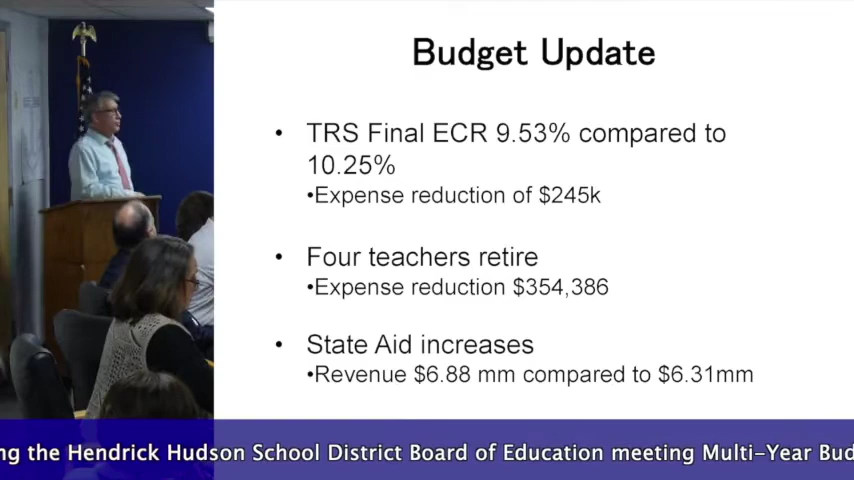 Budget Update
• TRS Final ECR 9.53% compared to
10.25%
•Expense reduction of $245k
• Four teachers retire
•Expense reduction $354,386
• State Aid increases
•Revenue $6.88 mm compared to $6.31mm
the Hendrick Hudson School District Board of Education meeting Multi-Year